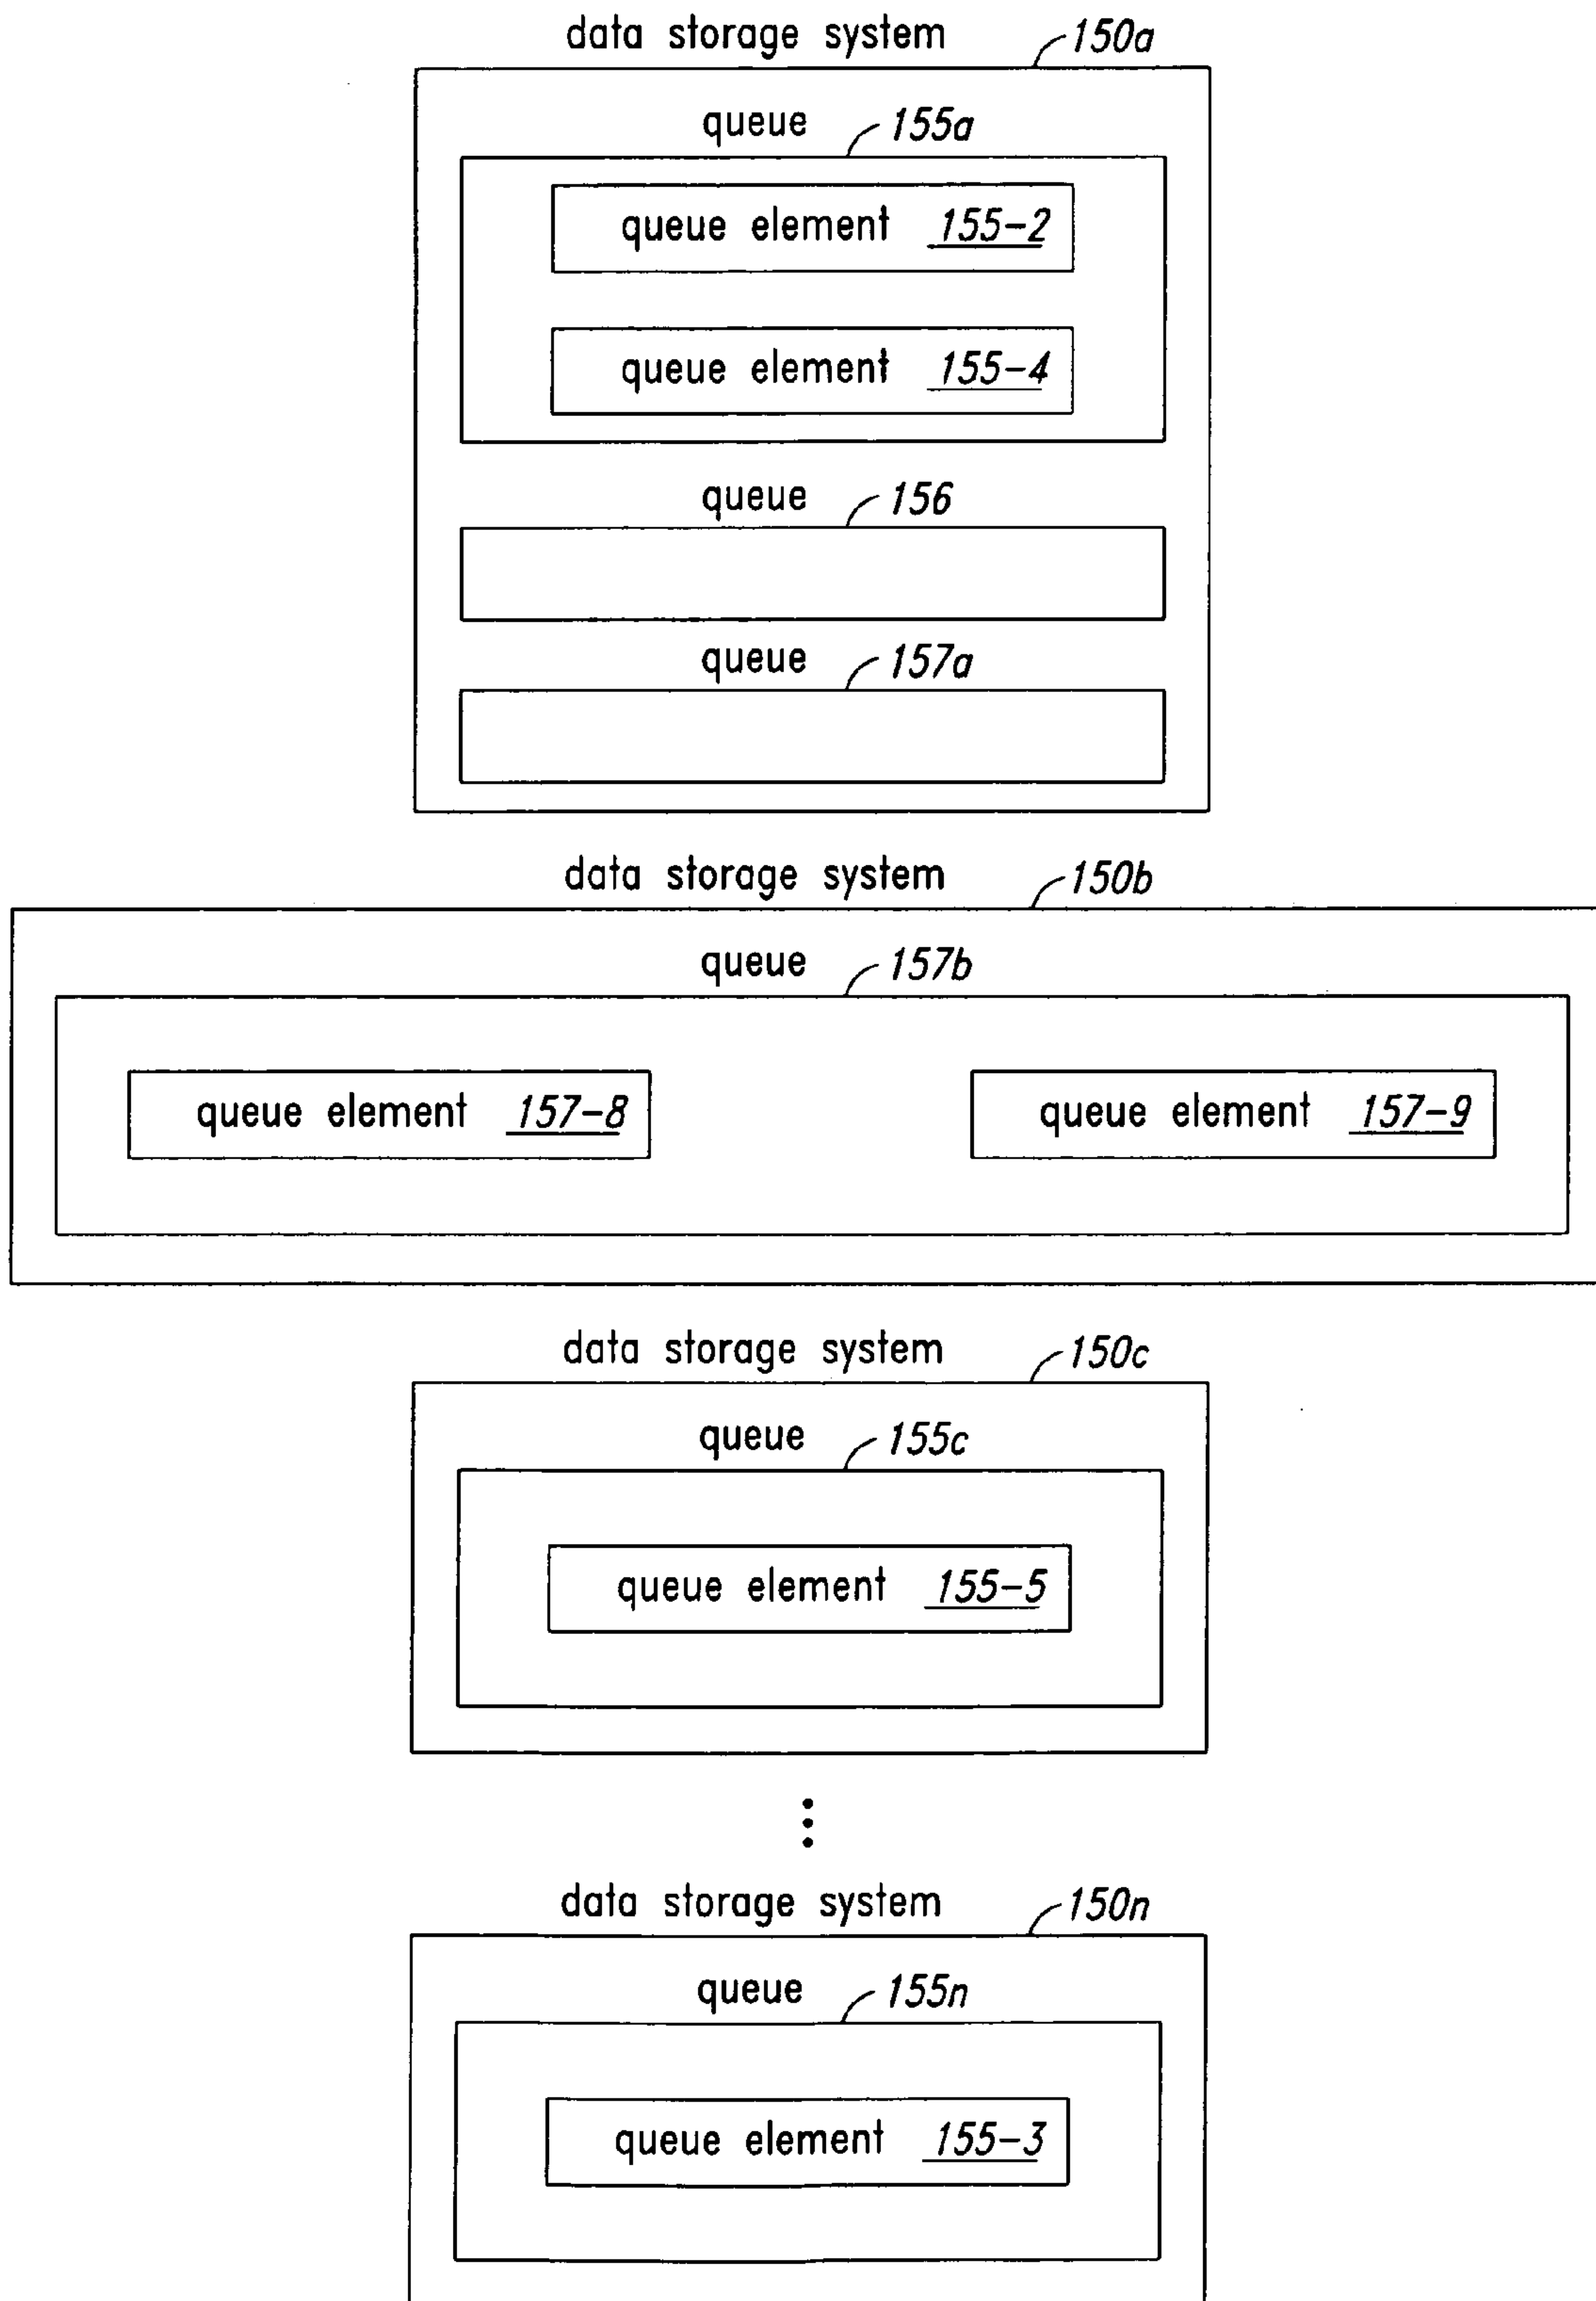 data storage system 150a
queue 155a
queue element 155-2
queue element 155-4
queue 156
queue 157a
data storage system 150b
queue 157b
queue element 157-8 queue element 157-9
data storage system 150c
queue 155c
queue element 155-5
data storage system 150n
queue 155n
queue element 155-3